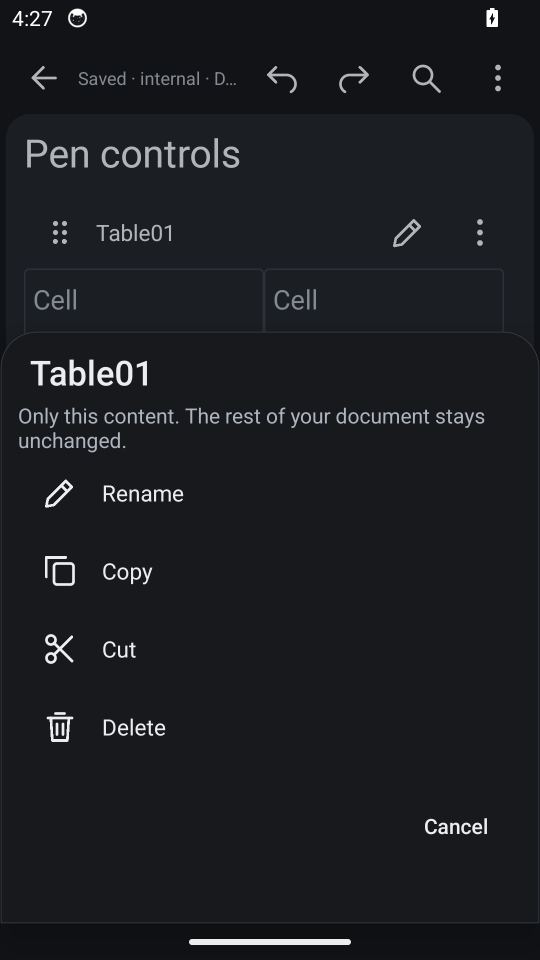 4:27
Saved · internal · D...
Pen controls
Table01
Cell Cell
Table01
Only this content. The rest of your document stays
unchanged.
Rename
Copy
Cut
Delete
Cancel